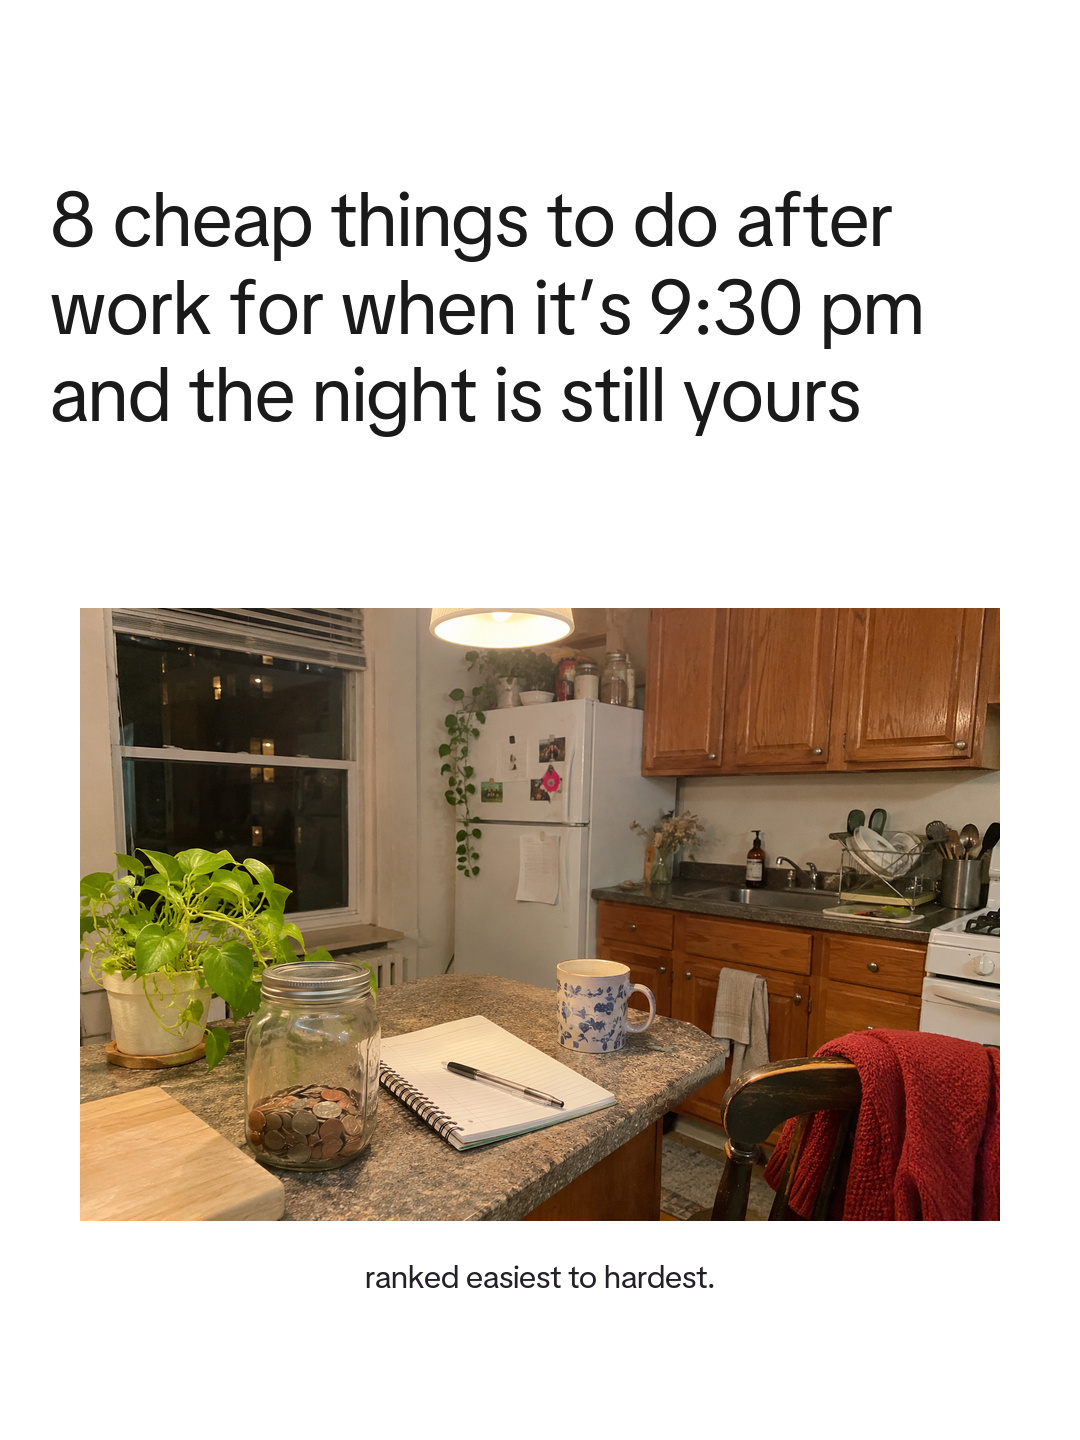 8 cheap things to do after
work for when it’s 9:30 pm
and the night is still yours
ranked easiest to hardest.